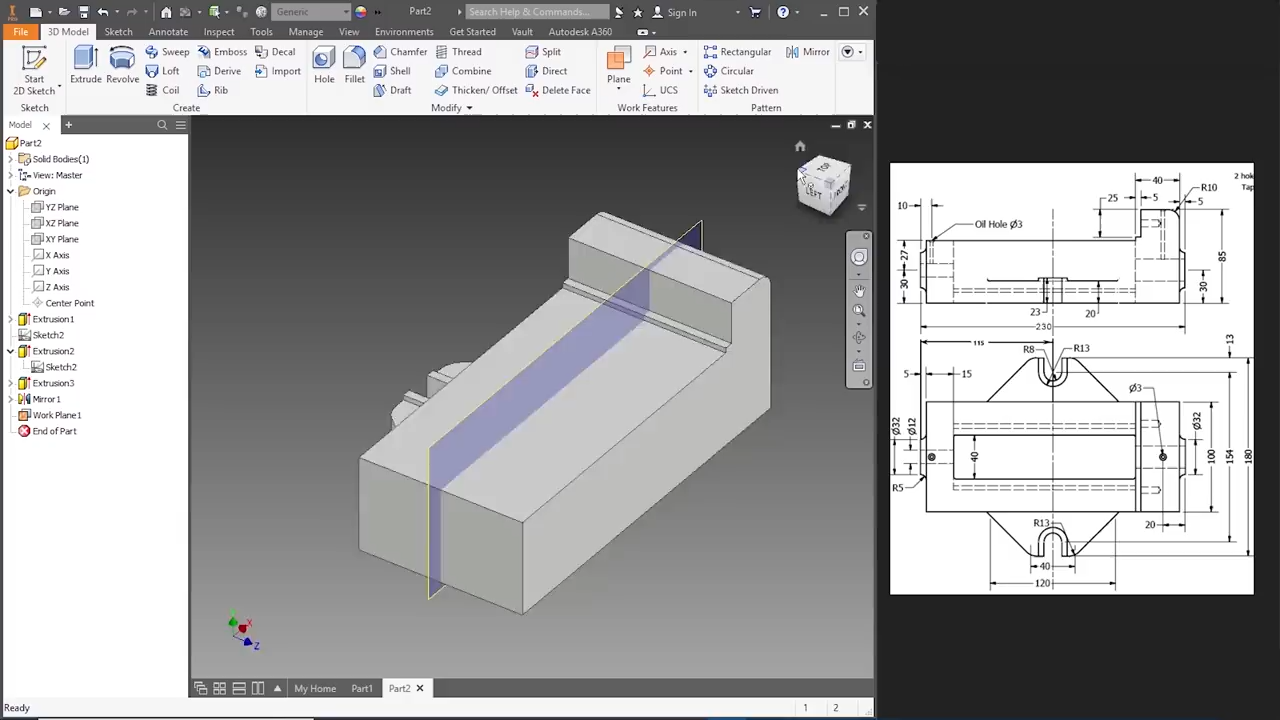 PRO Generic Part2 Search Help & Commands... Sign In
File 3D Model Sketch Annotate Inspect Tools Manage View Environments Get Started Vault Autodesk A360
Start 2D Sketch
Extrude
Revolve
Sweep
Loft
Coil
Emboss
Derive
Rib
Decal
Import
Hole
Fillet
Chamfer
Shell
Draft
Thread
Combine
Thicken/ Offset
Split
Direct
Delete Face
Plane
Axis
Point
UCS
Rectangular
Circular
Sketch Driven
Mirror
Sketch Create Modify Work Features Pattern
Model
Part2
Solid Bodies(1)
View: Master
Origin
YZ Plane
XZ Plane
XY Plane
X Axis
Y Axis
Z Axis
Center Point
Extrusion1
Sketch2
Extrusion2
Sketch2
Extrusion3
Mirror1
Work Plane1
End of Part
TOP
LEFT
X
Z
My Home Part1 Part2
Ready 1 2
40
2 hol
Tap
R10
25
5
5
10
Oil Hole Ø3
27
30
85
30
23
20
230
13
115
R8
R13
5
15
Ø3
Ø32
Ø12
Ø32
40
100
154
180
R5
R13
20
40
120